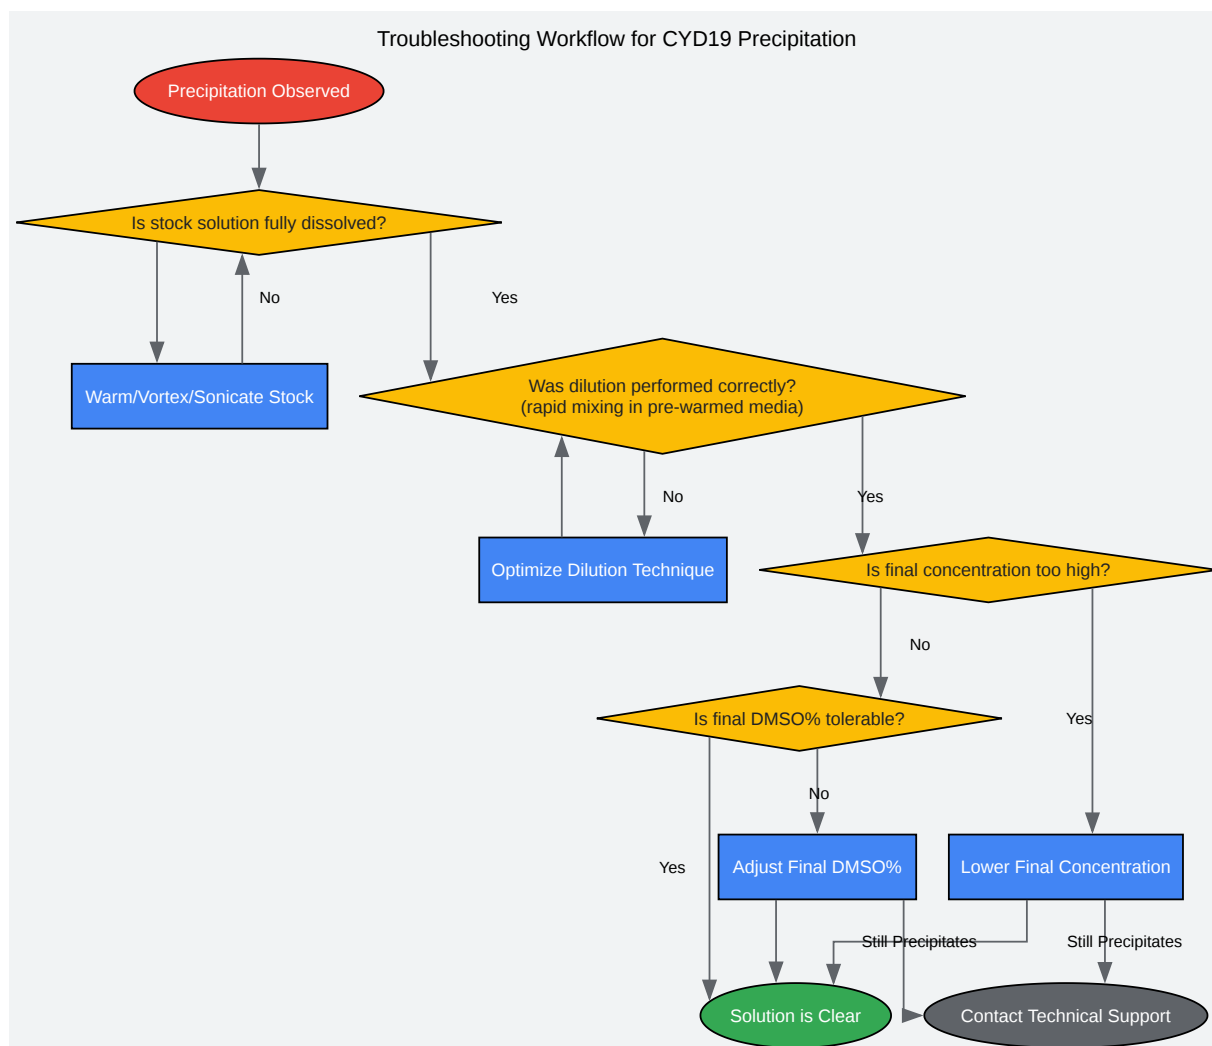 Troubleshooting Workflow for CYD19 Precipitation
Precipitation Observed
Is stock solution fully dissolved?
No
Yes
Warm/Vortex/Sonicate Stock
Was dilution performed correctly?
(rapid mixing in pre-warmed media)
No
Yes
Optimize Dilution Technique
Is final concentration too high?
No
Yes
Is final DMSO% tolerable?
No
Yes
Adjust Final DMSO%
Lower Final Concentration
Still Precipitates
Still Precipitates
Solution is Clear
Contact Technical Support